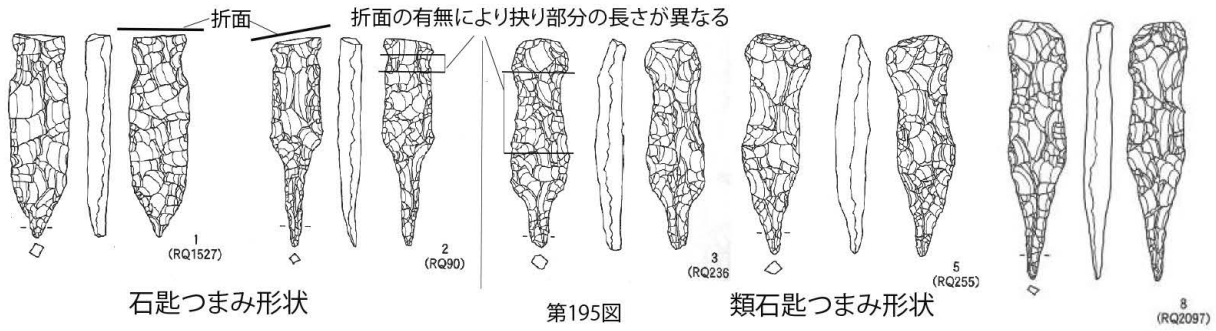 折面
折面の有無により抉り部分の長さが異なる
1
(RQ1527)
2
(RQ90)
3
(RQ236
5
(RQ255)
8
(RQ2097)
石匙つまみ形状
第195図
類石匙つまみ形状